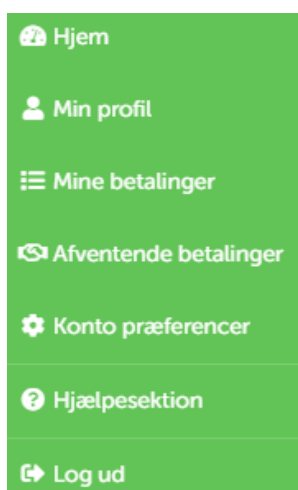 Hjem
Min profil
Mine betalinger
Afventende betalinger
Konto præferencer
Hjælpesektion
Log ud